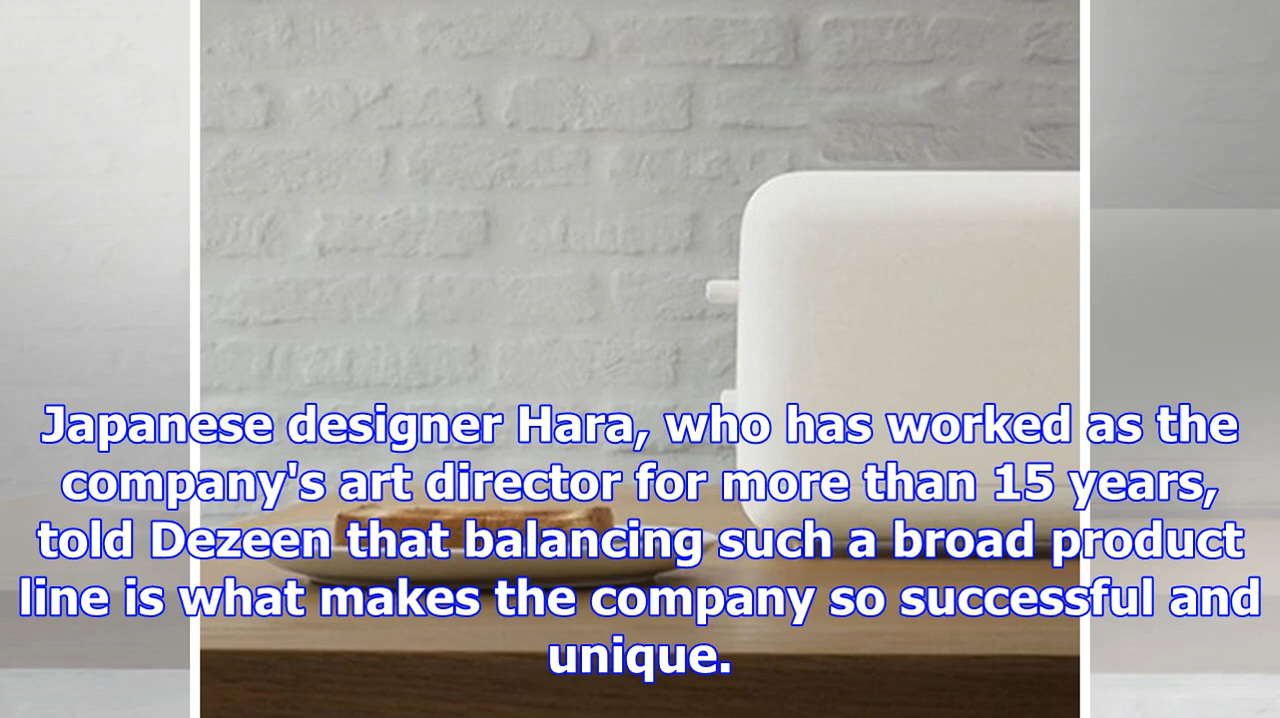 Japanese designer Hara, who has worked as the
company's art director for more than 15 years,
told Dezeen that balancing such a broad product
line is what makes the company so successful and
unique.